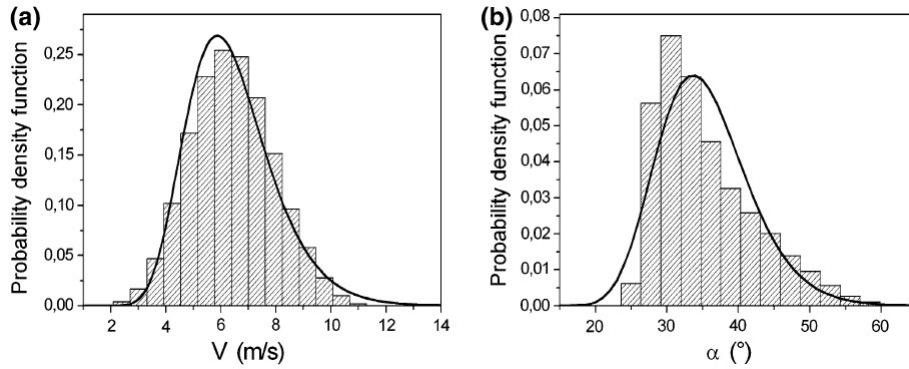 (a)
Probability density function
0,25
0,20
0,15
0,10
0,05
0,00
2 4 6 8 10 12 14
V (m/s)
(b)
Probability density function
0,08
0,07
0,06
0,05
0,04
0,03
0,02
0,01
0,00
20 30 40 50 60
α (°)